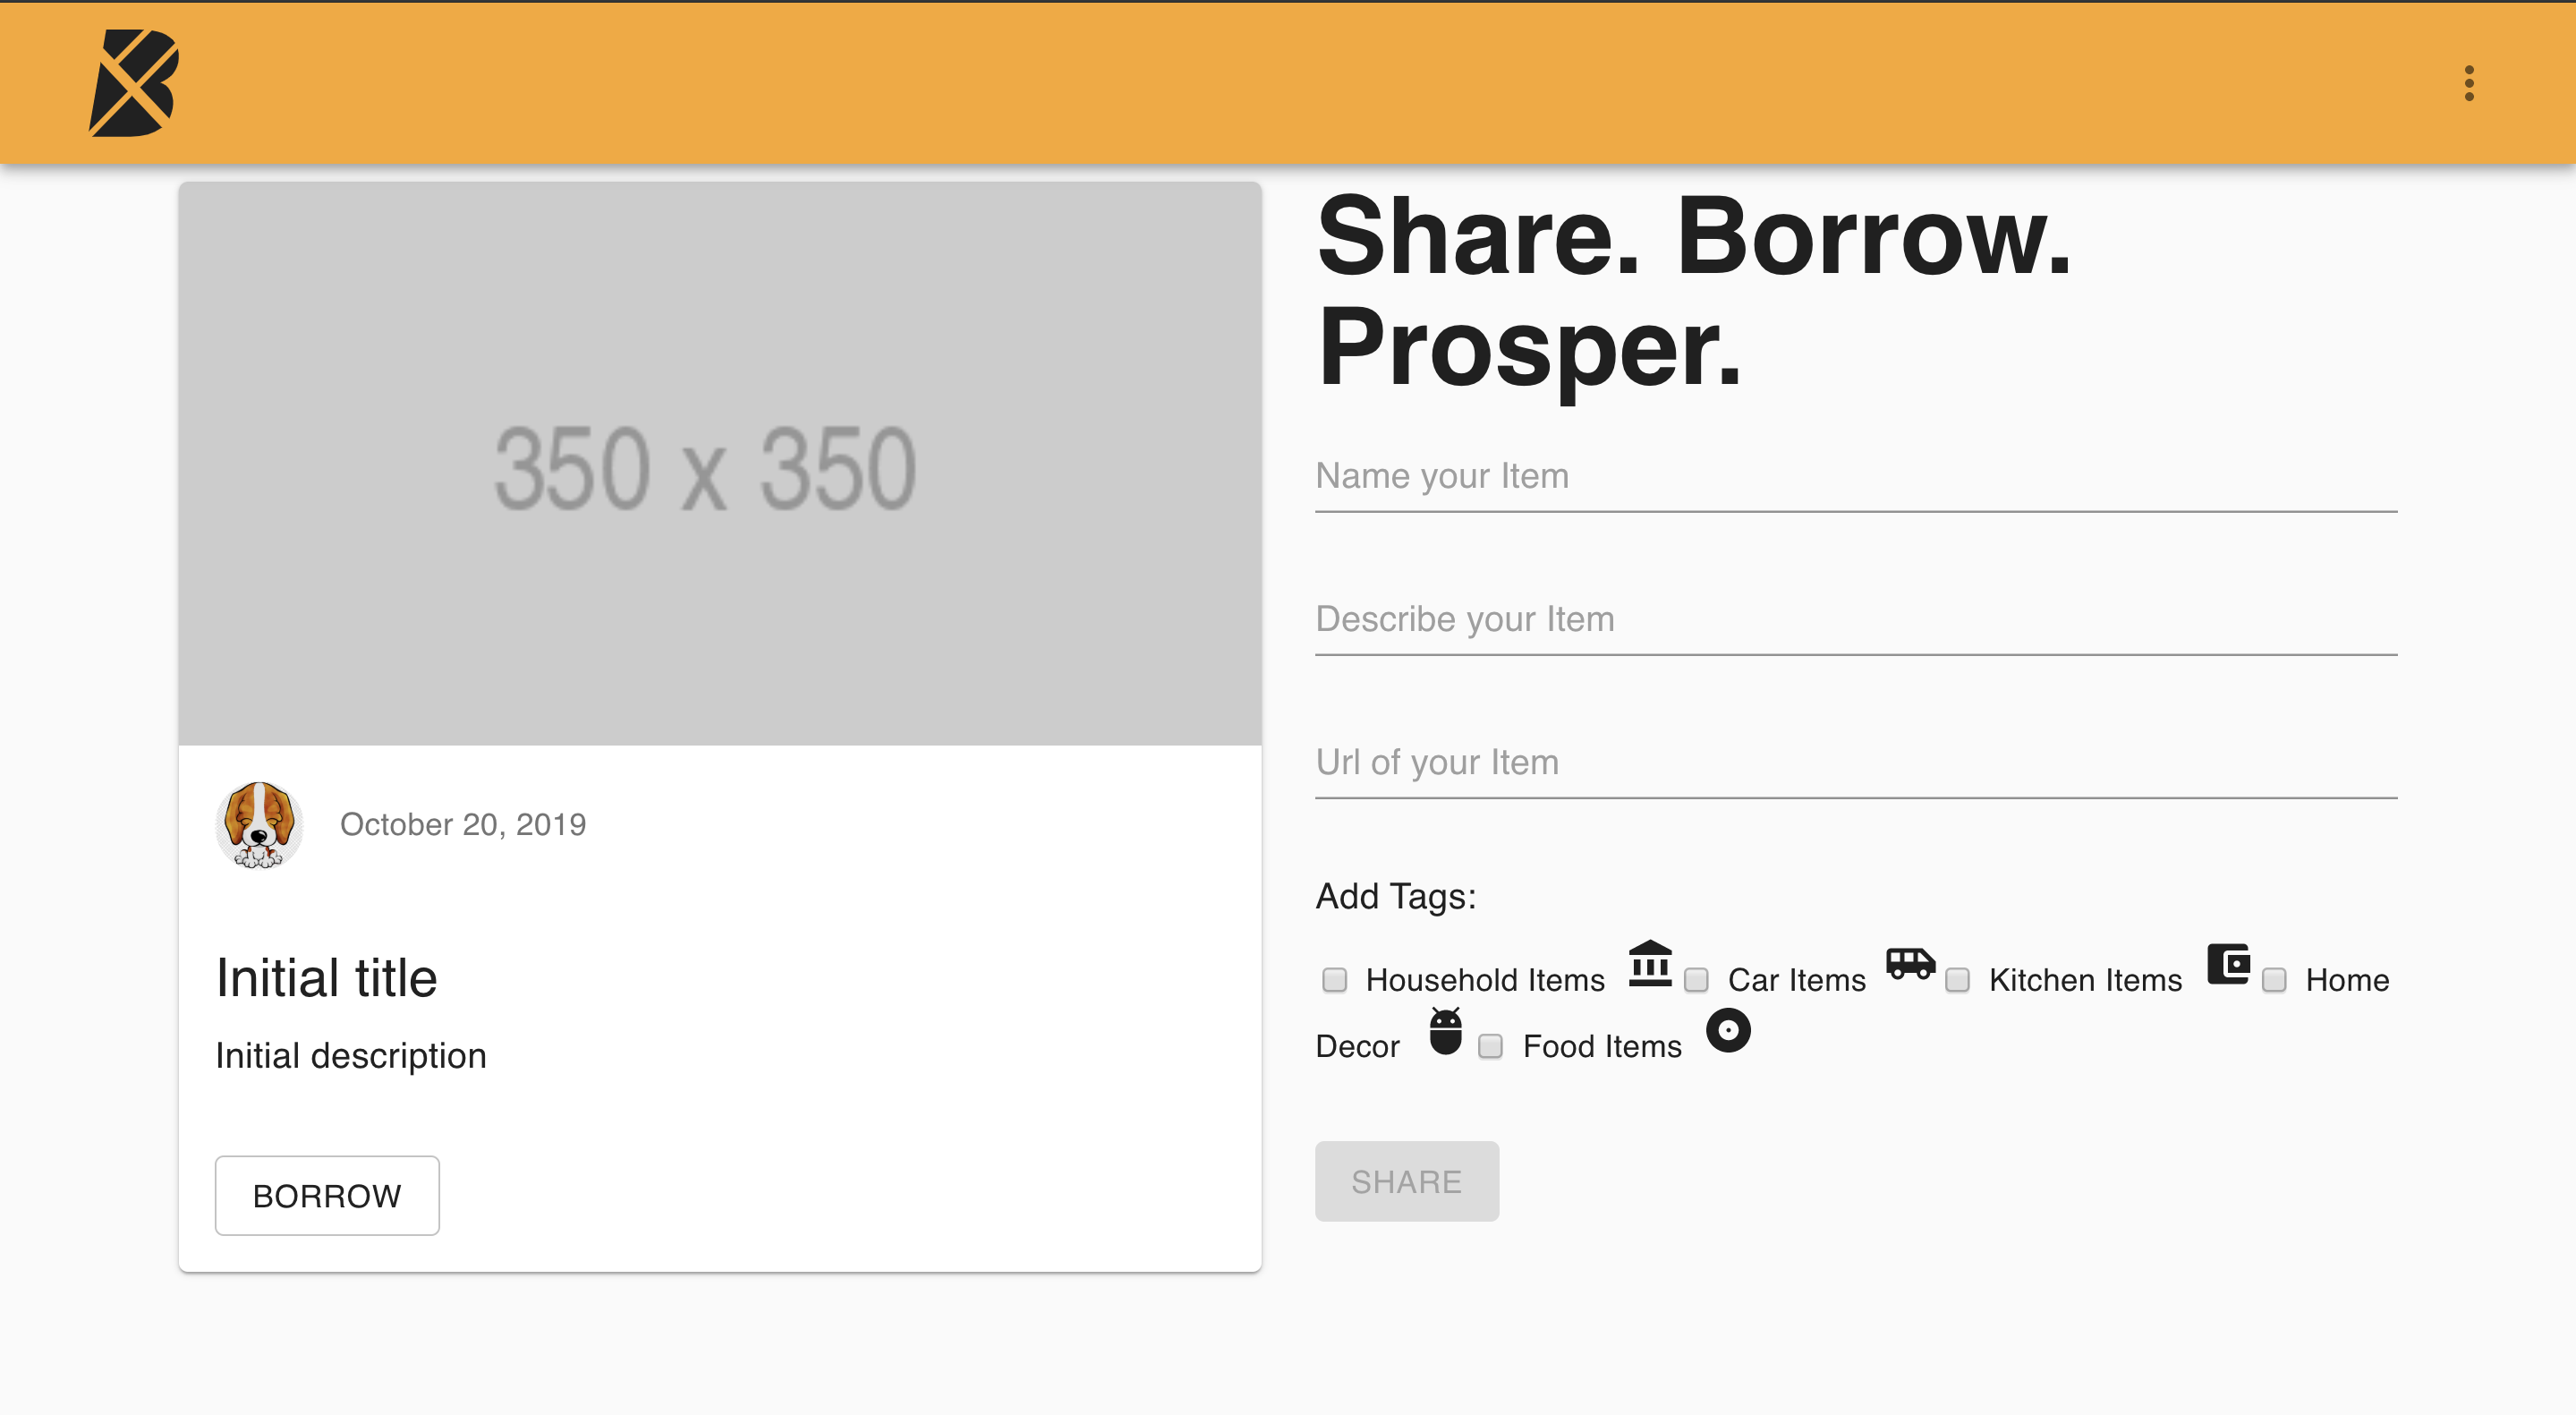 350 x 350
October 20, 2019
Initial title
Initial description
BORROW
Share. Borrow.
Prosper.
Name your Item
Describe your Item
Url of your Item
Add Tags:
Household Items Car Items Kitchen Items Home
Decor Food Items
SHARE